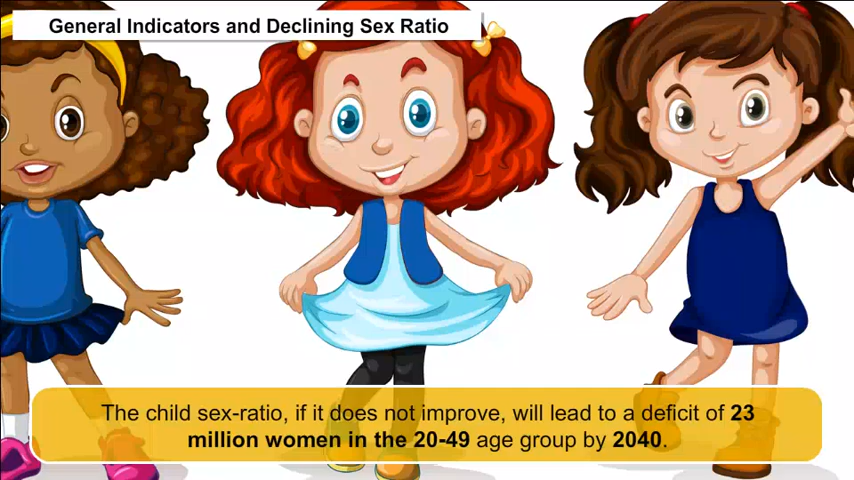 General Indicators and Declining Sex Ratio
The child sex-ratio, if it does not improve, will lead to a deficit of 23
million women in the 20-49 age group by 2040.